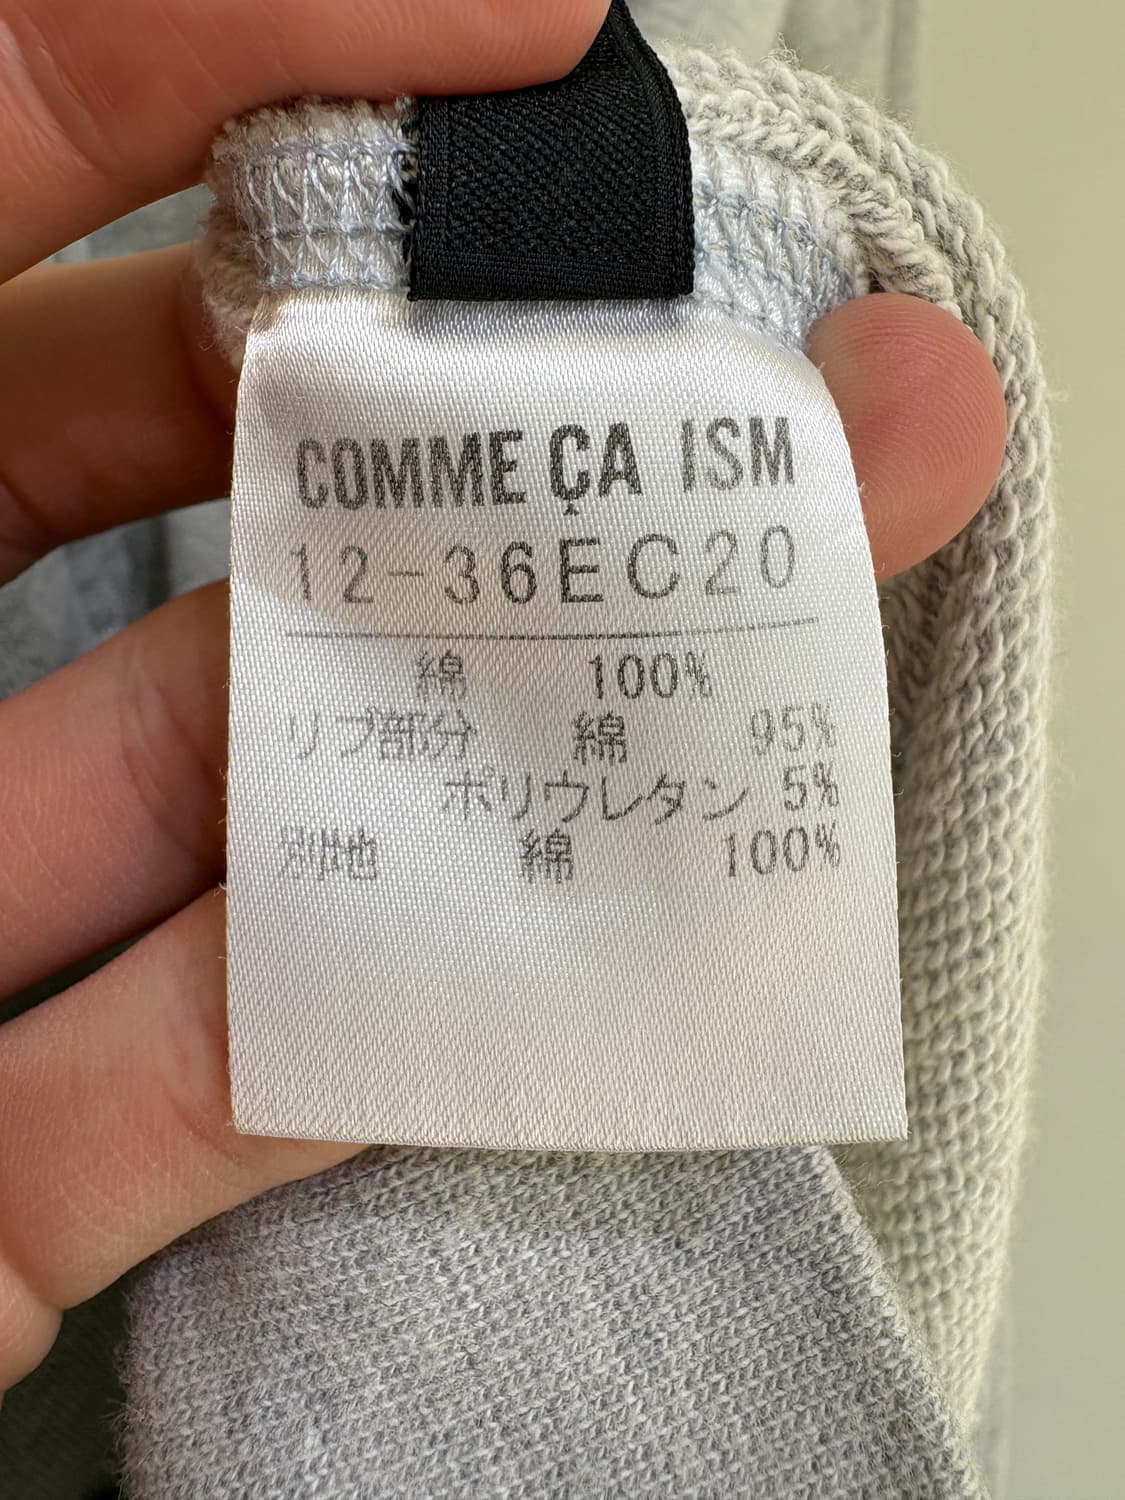 COMME ÇA ISM
12-36EC20
綿 100%
リブ部分 綿 95%
ポリウレタン 5%
別地 綿 100%